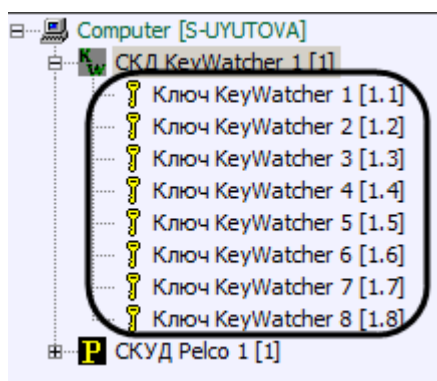 Computer [S-UYUTOVA]
СКД KeyWatcher 1 [1]
Ключ KeyWatcher 1 [1.1]
Ключ KeyWatcher 2 [1.2]
Ключ KeyWatcher 3 [1.3]
Ключ KeyWatcher 4 [1.4]
Ключ KeyWatcher 5 [1.5]
Ключ KeyWatcher 6 [1.6]
Ключ KeyWatcher 7 [1.7]
Ключ KeyWatcher 8 [1.8]
P СКУД Pelco 1 [1]